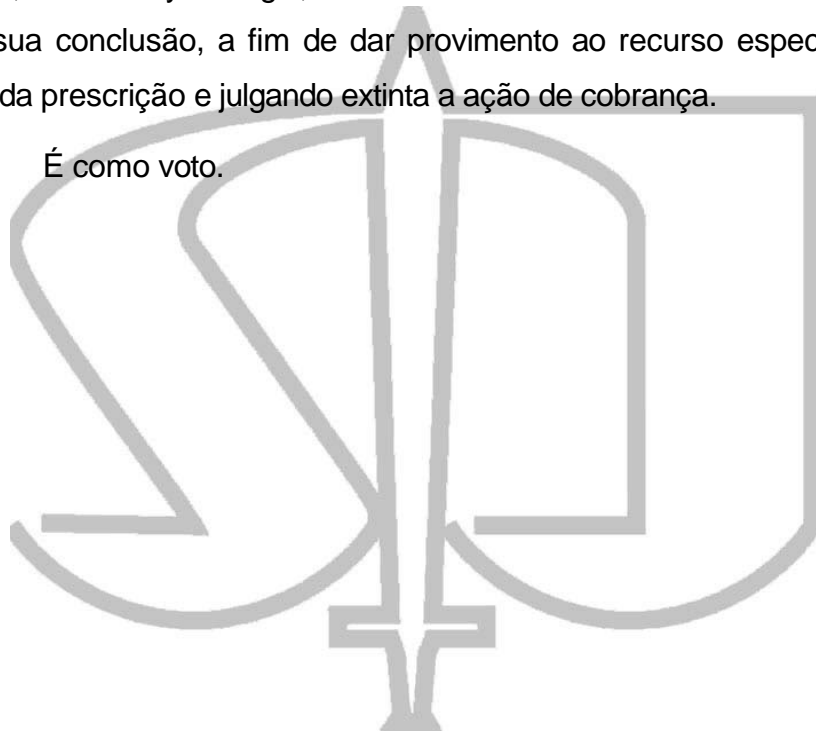 sua conclusão, a fim de dar provimento ao recurso espec
da prescrição e julgando extinta a ação de cobrança.
É como voto.